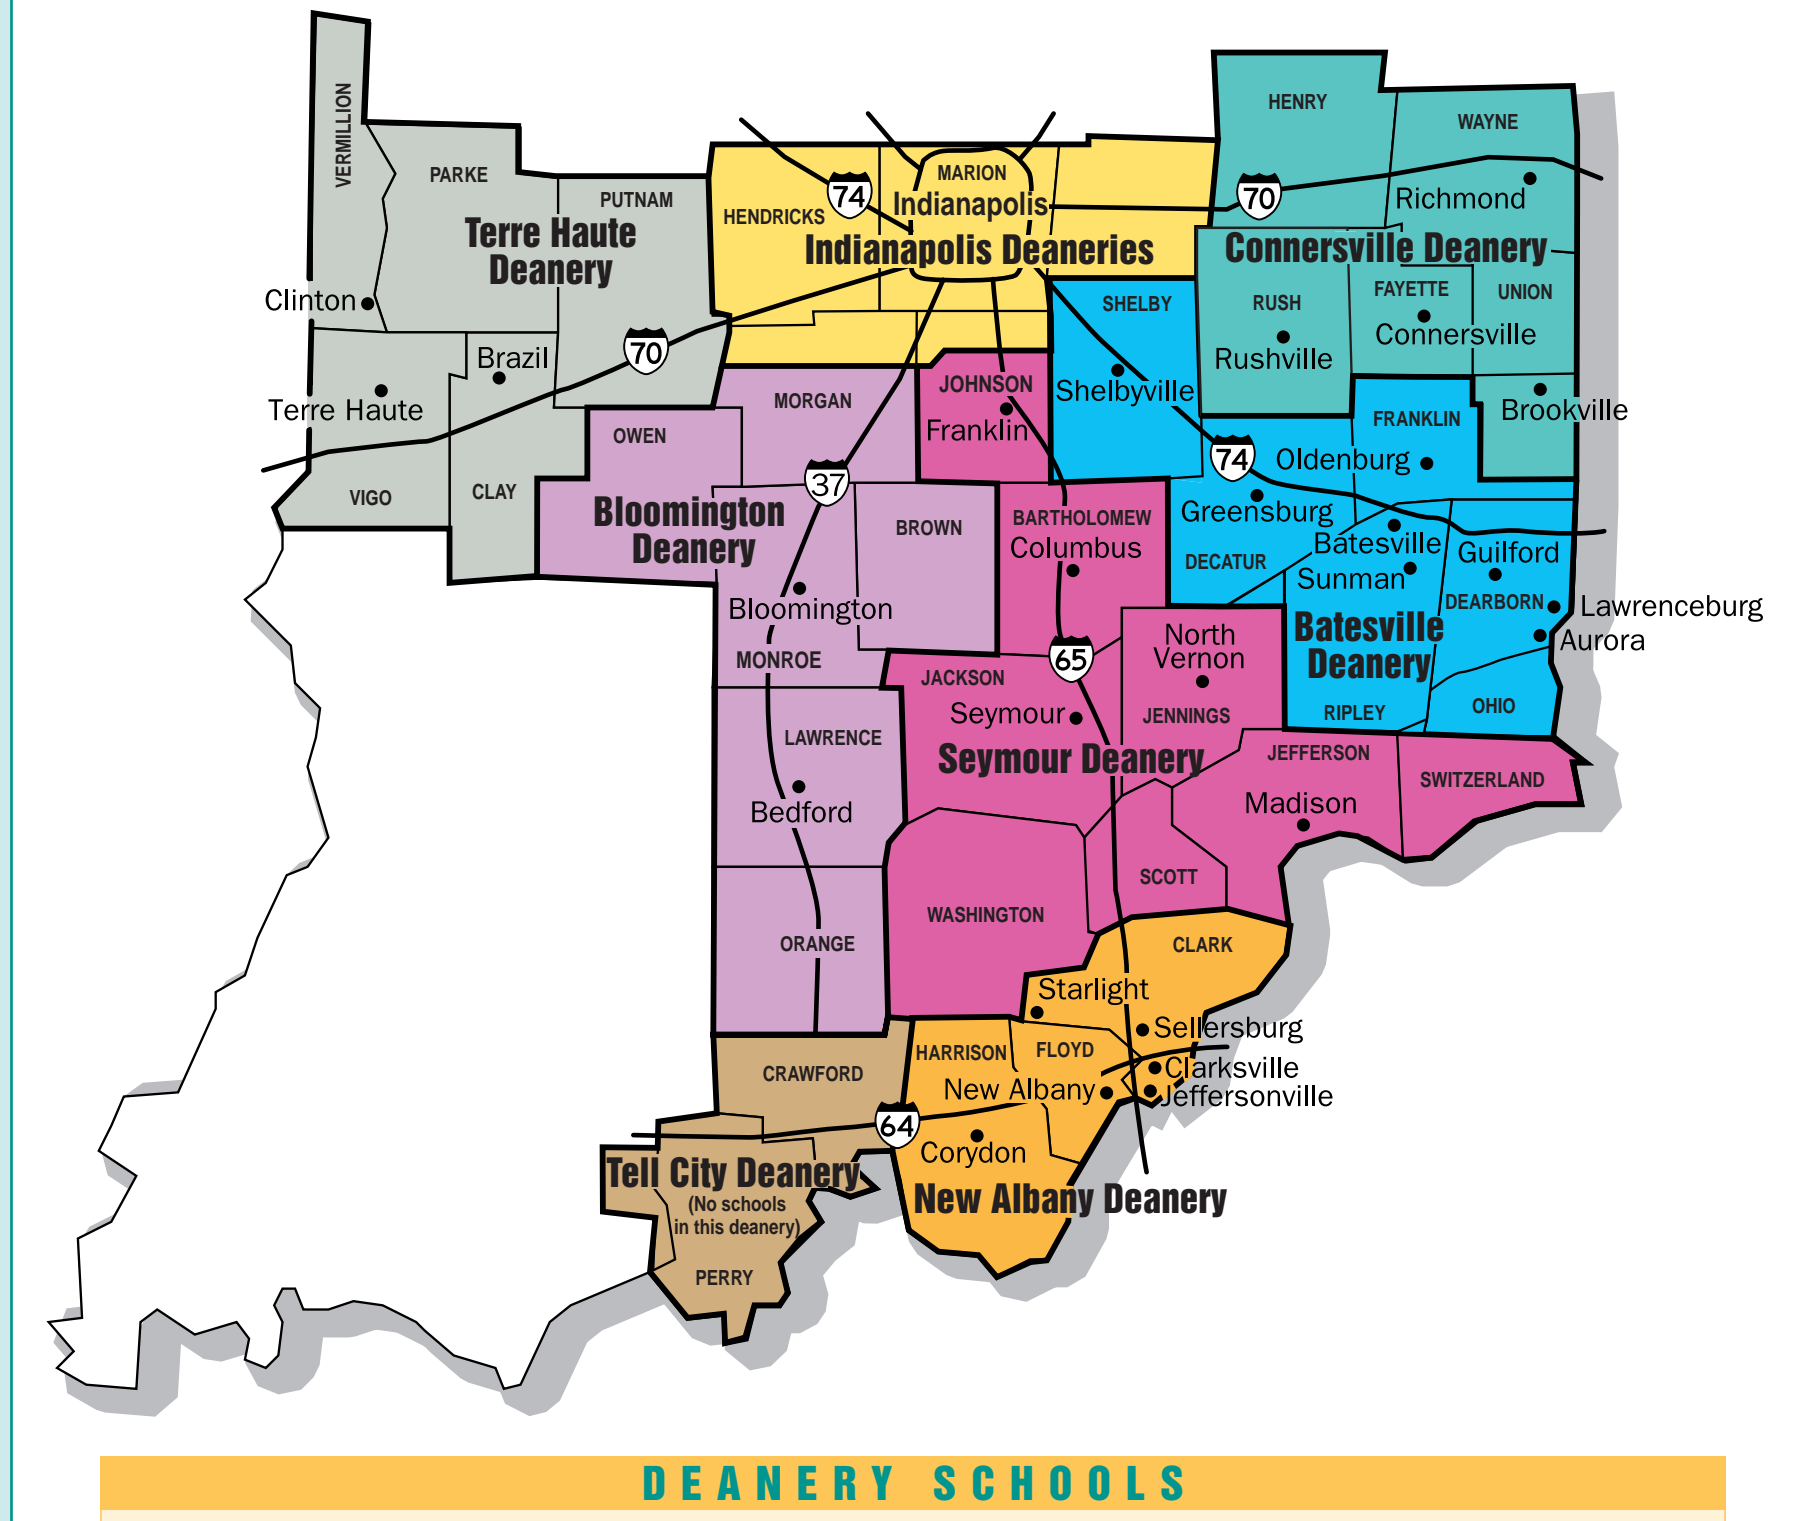 HENRY
VERMILLION
WAYNE
PARKE
MARION
PUTNAM
74
70
Richmond
Indianapolis
HENDRICKS
Terre Haute
Deanery
Indianapolis Deaneries
Connersville Deanery
Clinton
SHELBY
RUSH
FAYETTE
UNION
Connersville
70
Brazil
Rushville
JOHNSON
Shelbyville
Terre Haute
MORGAN
Brookville
Franklin
FRANKLIN
OWEN
74
Oldenburg
37
VIGO
CLAY
Bloomington
Deanery
BROWN
BARTHOLOMEW
Columbus
Greensburg
Batesville
Guilford
DECATUR
Sunman
Bloomington
DEARBORN
Lawrenceburg
Batesville
Deanery
Aurora
North
Vernon
65
MONROE
JACKSON
Seymour
JENNINGS
RIPLEY
OHIO
LAWRENCE
Seymour Deanery
JEFFERSON
SWITZERLAND
Bedford
Madison
SCOTT
WASHINGTON
ORANGE
CLARK
Starlight
Sellersburg
HARRISON
FLOYD
CRAWFORD
Clarksville
New Albany
Jeffersonville
64
Corydon
Tell City Deanery
(No schools
in this deanery)
New Albany Deanery
PERRY
DEANERY SCHOOLS